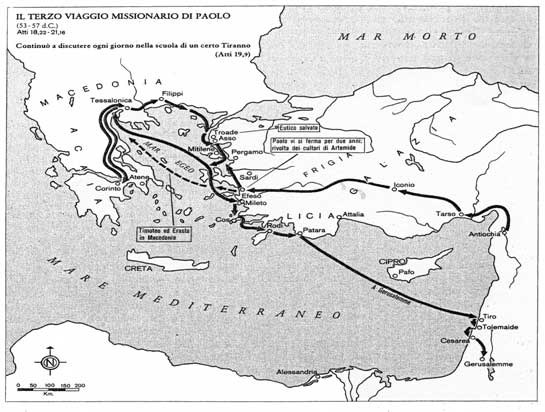 IL TERZO VIAGGIO MISSIONARIO DI PAOLO
(53 - 57 d.C.)
Atti 18,22 - 21,16
Continuò a discutere ogni giorno nella scuola di un certo Tiranno
(Atti 19,9)
MAR MORTO
MACEDONIA
Filippi
Tessalonica
Troade
Asso
Eutico salvato
Paolo vi si ferma per due anni;
rivolta dei cultori di Artemide
Mitilene
Pergamo
MAR EGEO
ACAIA
FRIGIA
GALAZIA
Sardi
Efeso
Mileto
Iconio
Atene
Corinto
Cos
LICIA
Attalia
Tarso
Antiochia
Timoteo ed Erasto
in Macedonia
Rodi
Patara
CRETA
CIPRO
Pafo
A Gerusalemme
MARE MEDITERRANEO
Tiro
Tolemaide
Cesarea
Gerusalemme
Alessandria
N
0 50 100 150 200
Km.